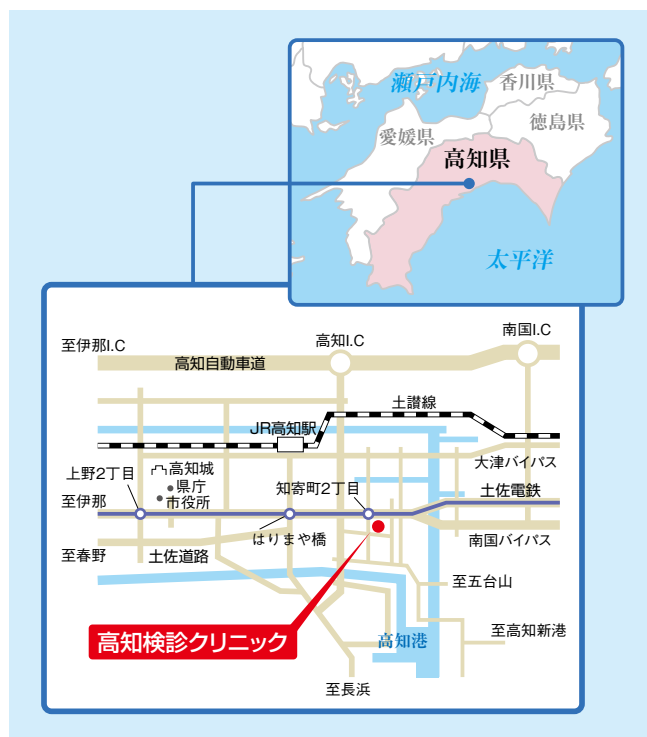 瀬戸内海
香川県
徳島県
愛媛県
高知県
太平洋
南国I.C
高知I.C
至伊那I.C
高知自動車道
土讃線
JR高知駅
大津バイパス
高知城
上野2丁目
県庁
知寄町2丁目
土佐電鉄
市役所
至伊那
はりまや橋
南国バイパス
至春野
土佐道路
至五台山
至高知新港
高知検診クリニック
高知港
至長浜